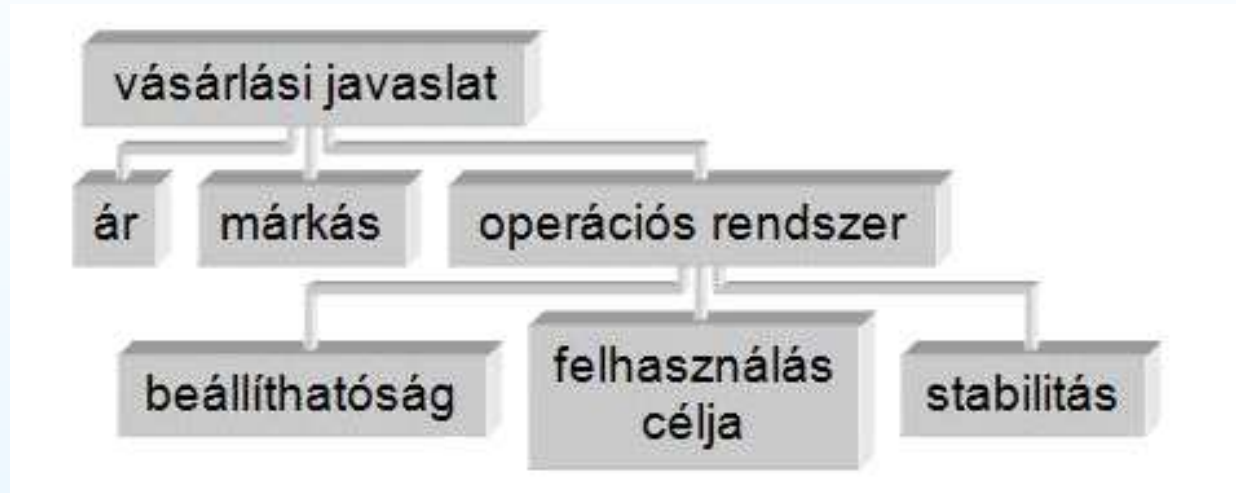 vásárlási javaslat
ár
márkás
operációs rendszer
beállíthatóság
felhasználás
célja
stabilitás